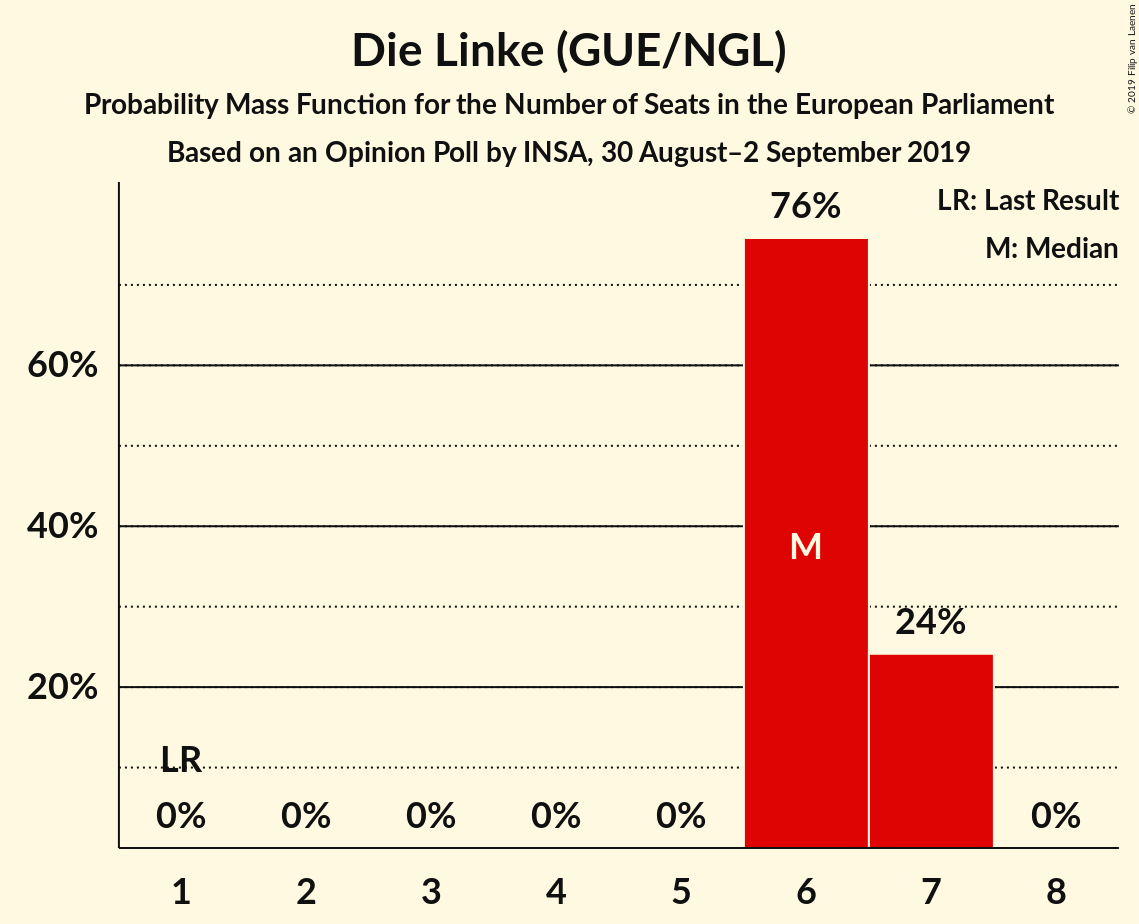 Die Linke (GUE/NGL)
Probability Mass Function for the Number of Seats in the European Parliament
Based on an Opinion Poll by INSA, 30 August–2 September 2019
© 2019 Filip van Laenen
LR: Last Result
M: Median
76%
60%
40%
M
24%
20%
LR
0% 0% 0% 0% 0% 0%
1 2 3 4 5 6 7 8